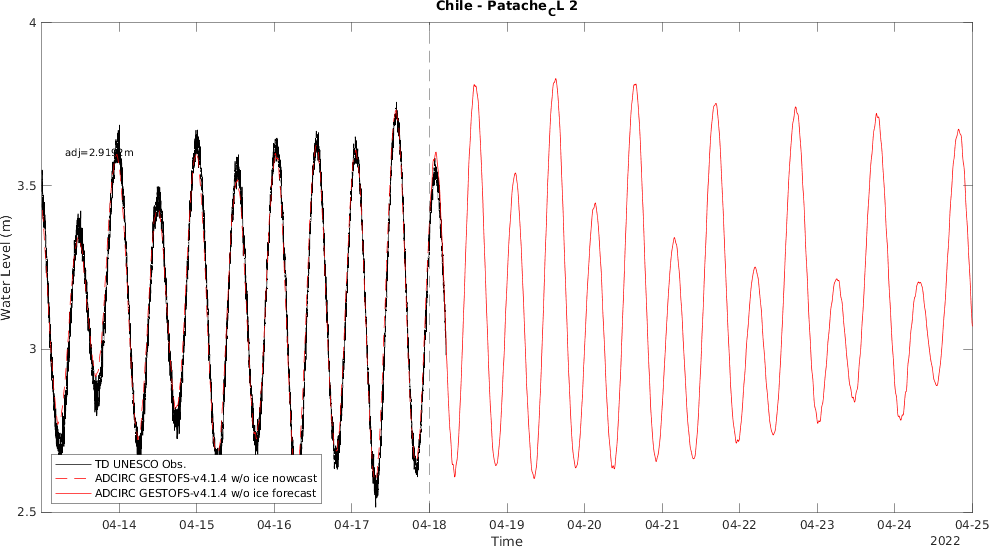 Chile - Patache_CL 2
4
3.5
3
2.5
Water Level (m)
adj=2.9192m
TD UNESCO Obs.
ADCIRC GESTOFS-v4.1.4 w/o ice nowcast
ADCIRC GESTOFS-v4.1.4 w/o ice forecast
04-14 04-15 04-16 04-17 04-18 04-19 04-20 04-21 04-22 04-23 04-24 04-25
Time
2022